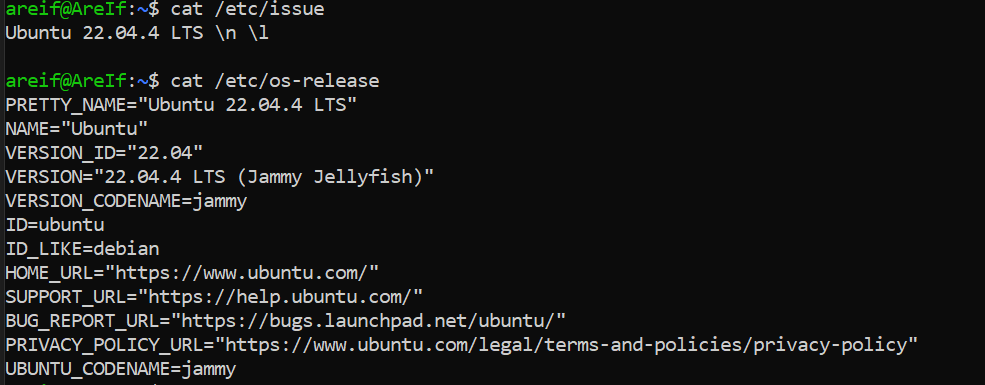 areif@AreIf:~$ cat /etc/issue
Ubuntu 22.04.4 LTS \n \l
areif@AreIf:~$ cat /etc/os-release
PRETTY_NAME="Ubuntu 22.04.4 LTS"
NAME="Ubuntu"
VERSION_ID="22.04"
VERSION="22.04.4 LTS (Jammy Jellyfish)"
VERSION_CODENAME=jammy
ID=ubuntu
ID_LIKE=debian
HOME_URL="https://www.ubuntu.com/"
SUPPORT_URL="https://help.ubuntu.com/"
BUG_REPORT_URL="https://bugs.launchpad.net/ubuntu/"
PRIVACY_POLICY_URL="https://www.ubuntu.com/legal/terms-and-policies/privacy-policy"
UBUNTU_CODENAME=jammy